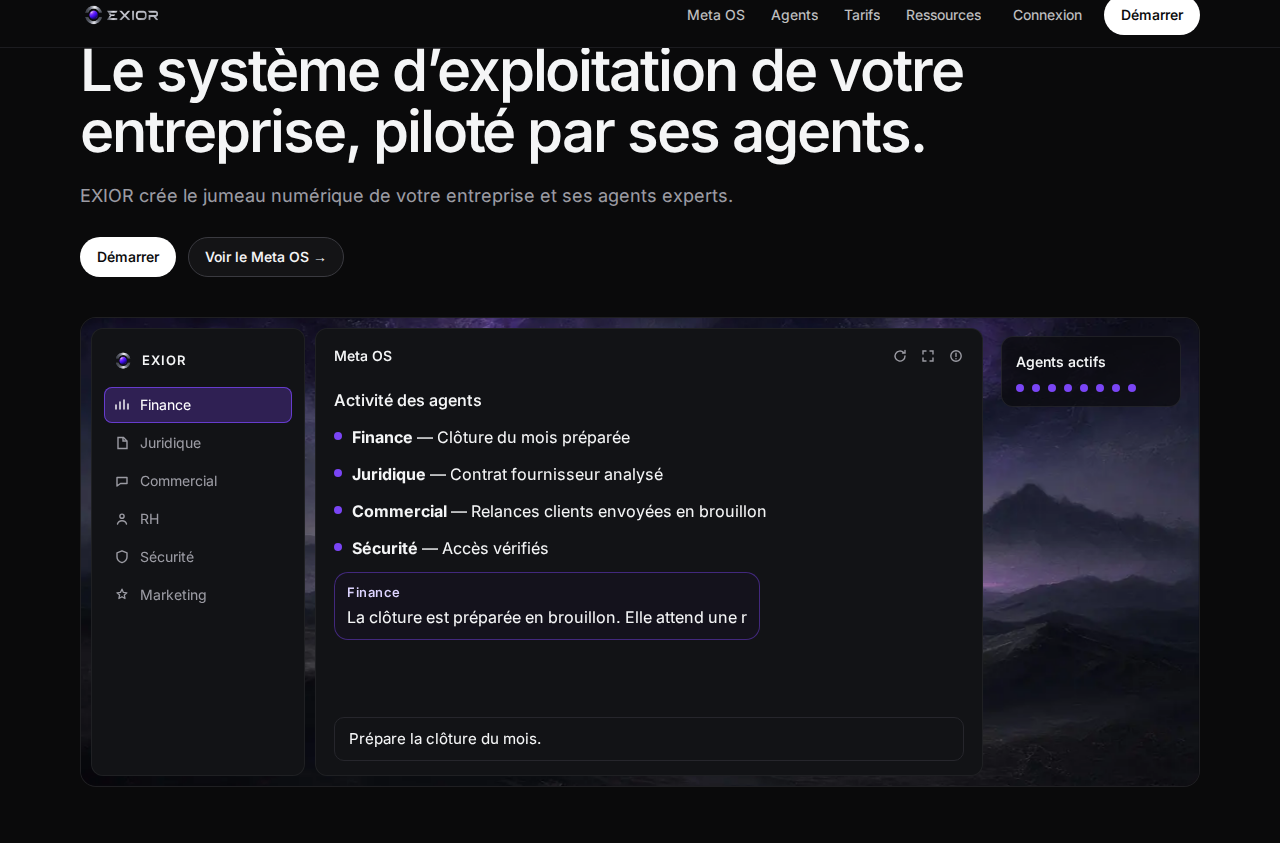 EXIOR
Meta OS
Agents
Tarifs
Ressources
Connexion
Démarrer
Le système d’exploitation de votre
entreprise, piloté par ses agents.
EXIOR crée le jumeau numérique de votre entreprise et ses agents experts.
Démarrer
Voir le Meta OS →
EXIOR
Finance
Juridique
Commercial
RH
Sécurité
Marketing
Meta OS
Activité des agents
Finance — Clôture du mois préparée
Juridique — Contrat fournisseur analysé
Commercial — Relances clients envoyées en brouillon
Sécurité — Accès vérifiés
Finance
La clôture est préparée en brouillon. Elle attend une r
Prépare la clôture du mois.
Agents actifs